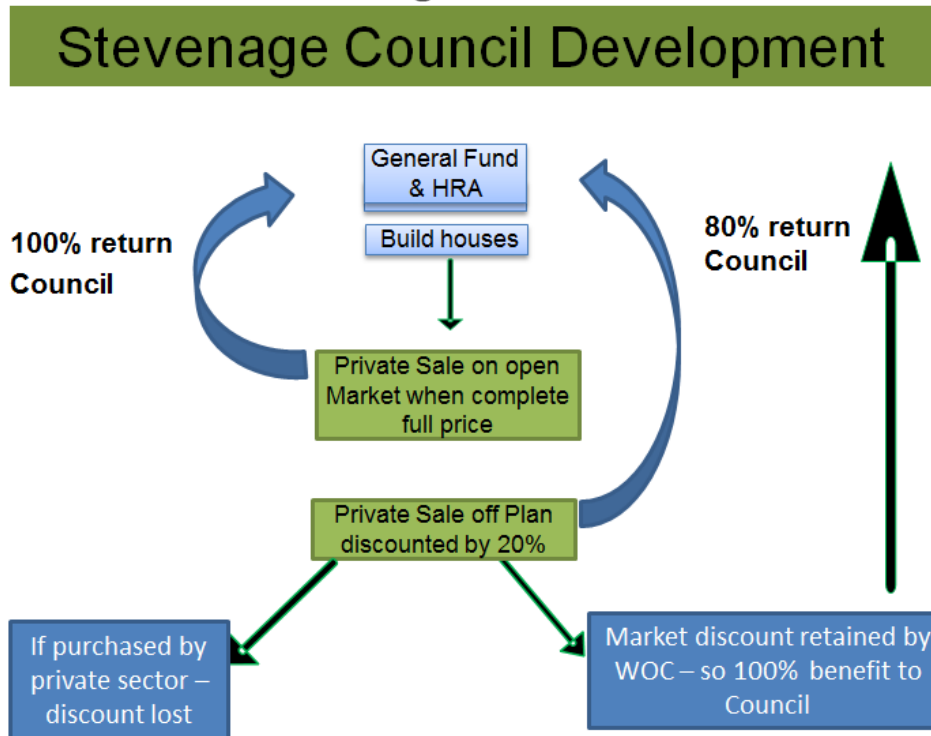 Stevenage Council Development
General Fund
& HRA
Build houses
100% return
Council
80% return
Council
Private Sale on open
Market when complete
full price
Private Sale off Plan
discounted by 20%
If purchased by
private sector –
discount lost
Market discount retained by
WOC – so 100% benefit to
Council